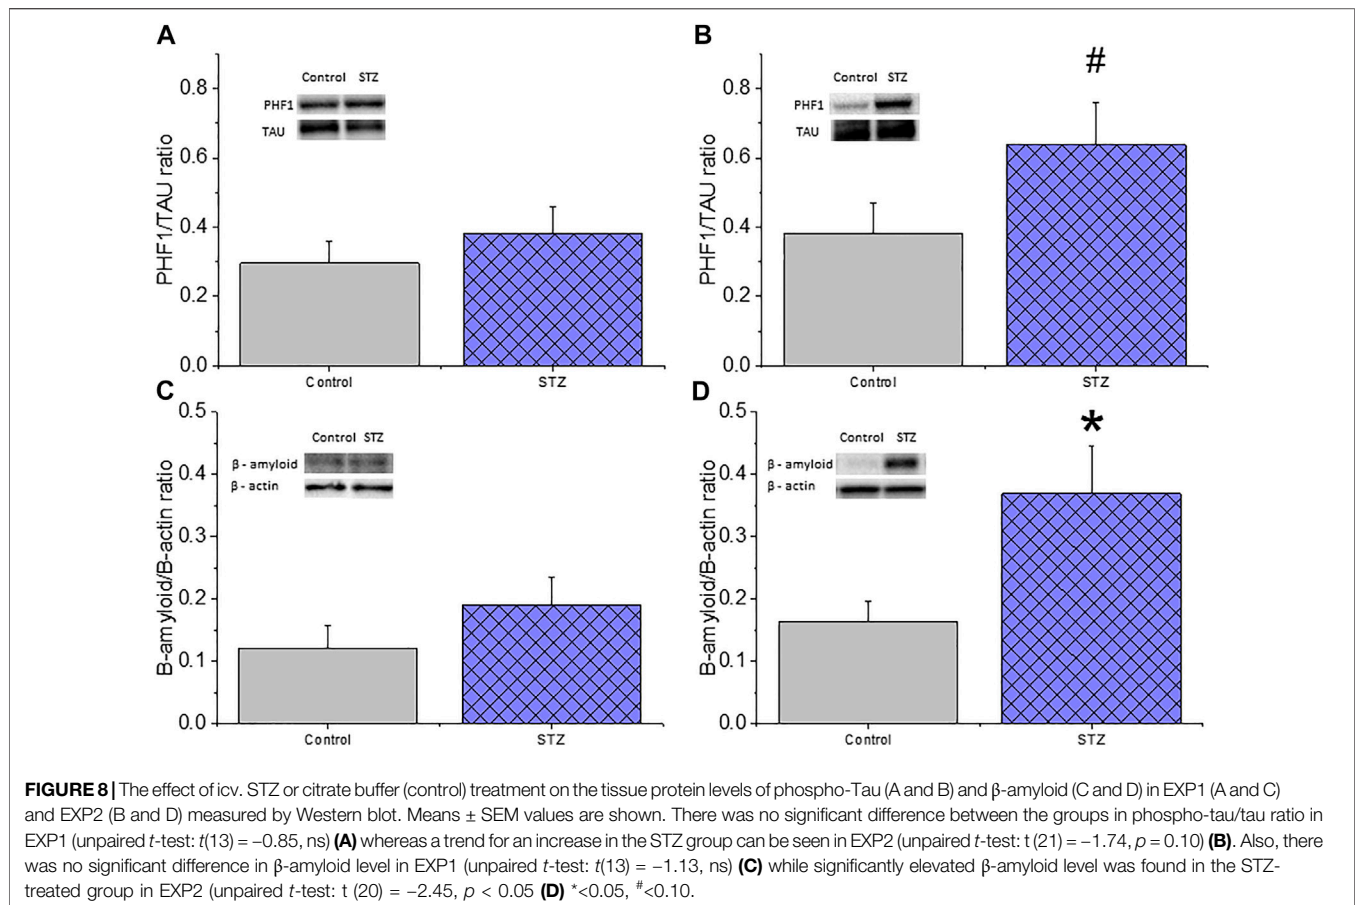 A
0.8
0.6
0.4
0.2
0.0
PHF1/TAU ratio
Control STZ
PHF1
TAU
Control STZ
B
#
0.8
0.6
0.4
0.2
0.0
PHF1/TAU ratio
Control STZ
PHF1
TAU
Control STZ
C
0.5
0.4
0.3
0.2
0.1
0.0
B-amyloid/B-actin ratio
Control STZ
β - amyloid
β - actin
Control STZ
D
*
0.5
0.4
0.3
0.2
0.1
0.0
B-amyloid/B-actin ratio
Control STZ
β - amyloid
β - actin
Control STZ
FIGURE 8 | The effect of icv. STZ or citrate buffer (control) treatment on the tissue protein levels of phospho-Tau (A and B) and β-amyloid (C and D) in EXP1 (A and C)
and EXP2 (B and D) measured by Western blot. Means ± SEM values are shown. There was no significant difference between the groups in phospho-tau/tau ratio in
EXP1 (unpaired t-test: t(13) = −0.85, ns) (A) whereas a trend for an increase in the STZ group can be seen in EXP2 (unpaired t-test: t (21) = −1.74, p = 0.10) (B). Also, there
was no significant difference in β-amyloid level in EXP1 (unpaired t-test: t(13) = −1.13, ns) (C) while significantly elevated β-amyloid level was found in the STZ-
treated group in EXP2 (unpaired t-test: t (20) = −2.45, p < 0.05 (D) *<0.05, #<0.10.